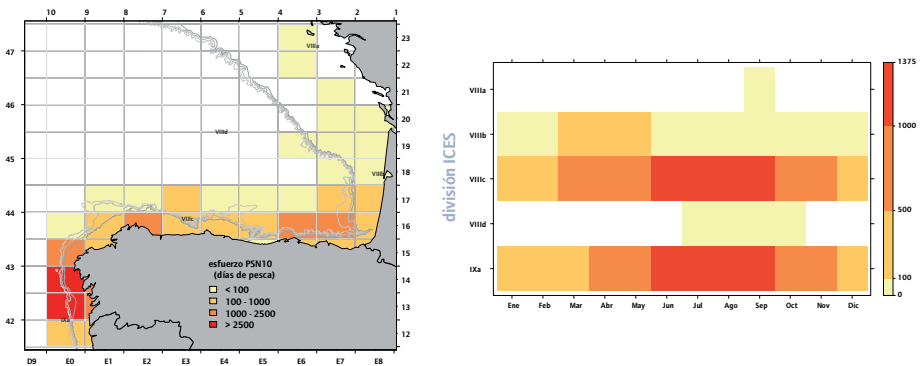 10 9 8 7 6 5 4 3 2 1
47
46
45
44
43
42
23
22
21
20
19
18
17
16
15
14
13
12
VIIIa
VIIId
VIIIb
VIIIc
IXa
esfuerzo PSN10
(días de pesca)
< 100
100 - 1000
1000 - 2500
> 2500
D9 E0 E1 E2 E3 E4 E5 E6 E7 E8
división ICES
VIIIa
VIIIb
VIIIc
VIIId
IXa
Ene Feb Mar Abr May Jun Jul Ago Sep Oct Nov Dic
1375
1000
500
100
0